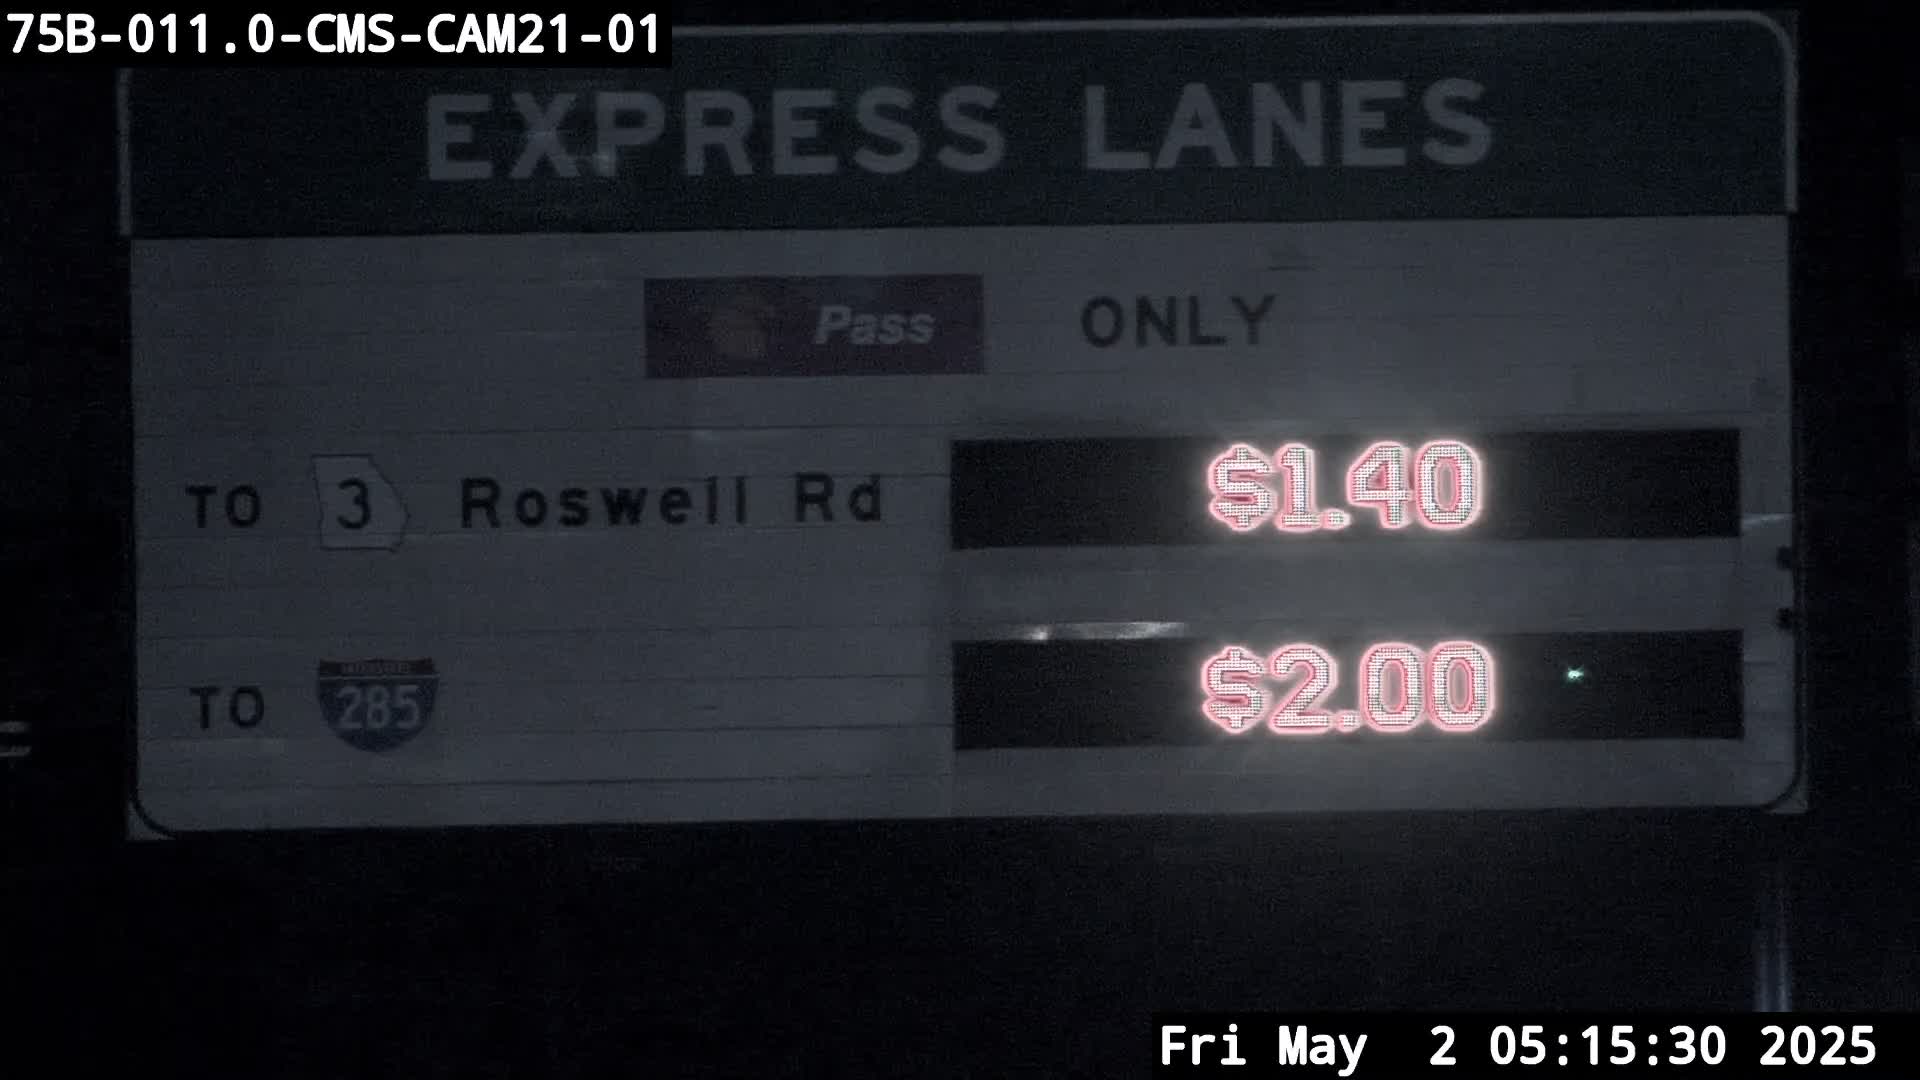 75B-011.0-CMS-CAM21-01
EXPRESS LANES
Pass ONLY
TO 3 Roswell Rd $1.40
TO 285 $2.00
Fri May 2 05:15:30 2025